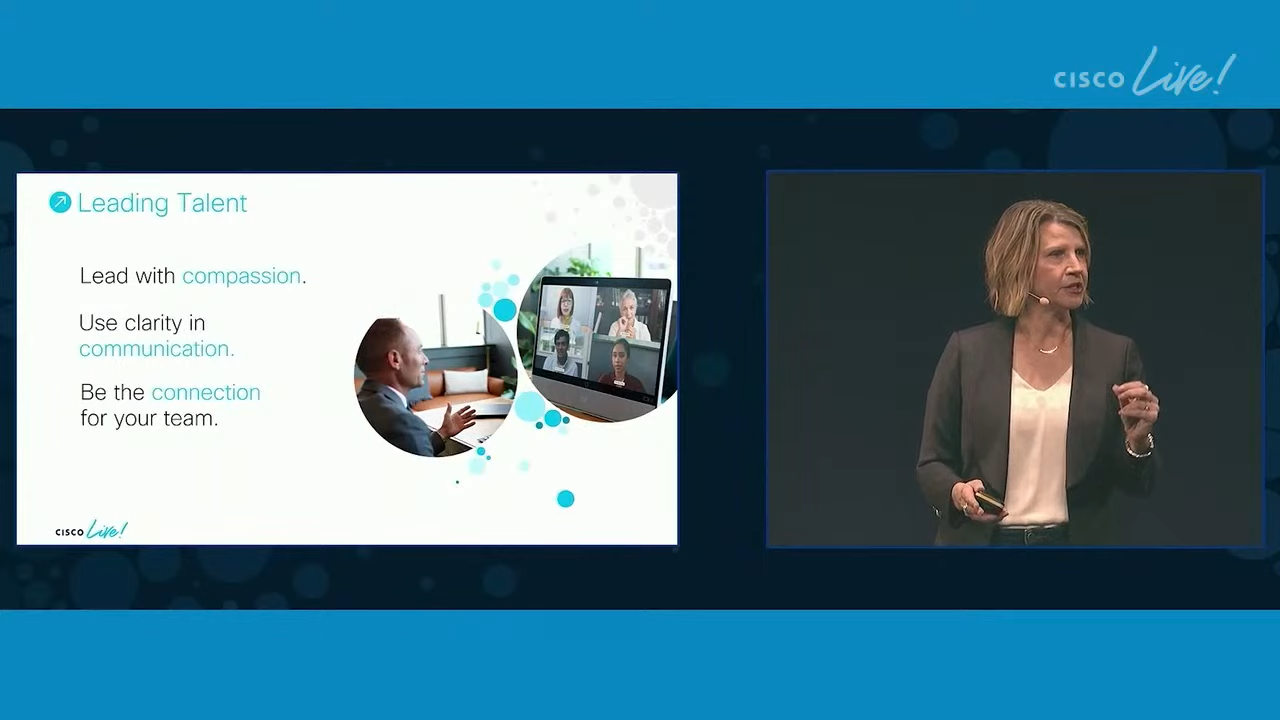 CISCO Live!
Leading Talent
Lead with compassion.
Use clarity in
communication.
Be the connection
for your team.
CISCO Live!